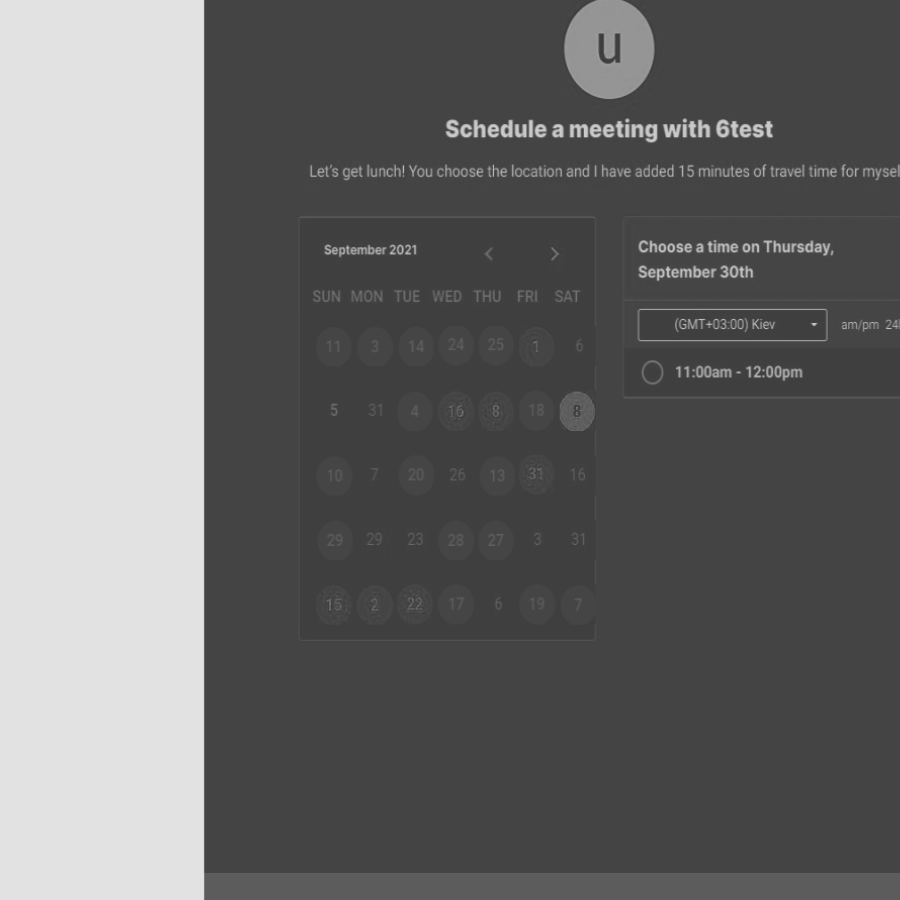 u
Schedule a meeting with 6test
Let's get lunch! You choose the location and I have added 15 minutes of travel time for mysel
September 2021
SUN MON TUE WED THU FRI SAT
11 3 14 24 25 1 6
5 31 4 16 8 18 8
10 7 20 26 13 31 16
29 29 23 28 27 3 31
15 2 22 17 6 19 7
Choose a time on Thursday,
September 30th
(GMT+03:00) Kiev am/pm 24
11:00am - 12:00pm